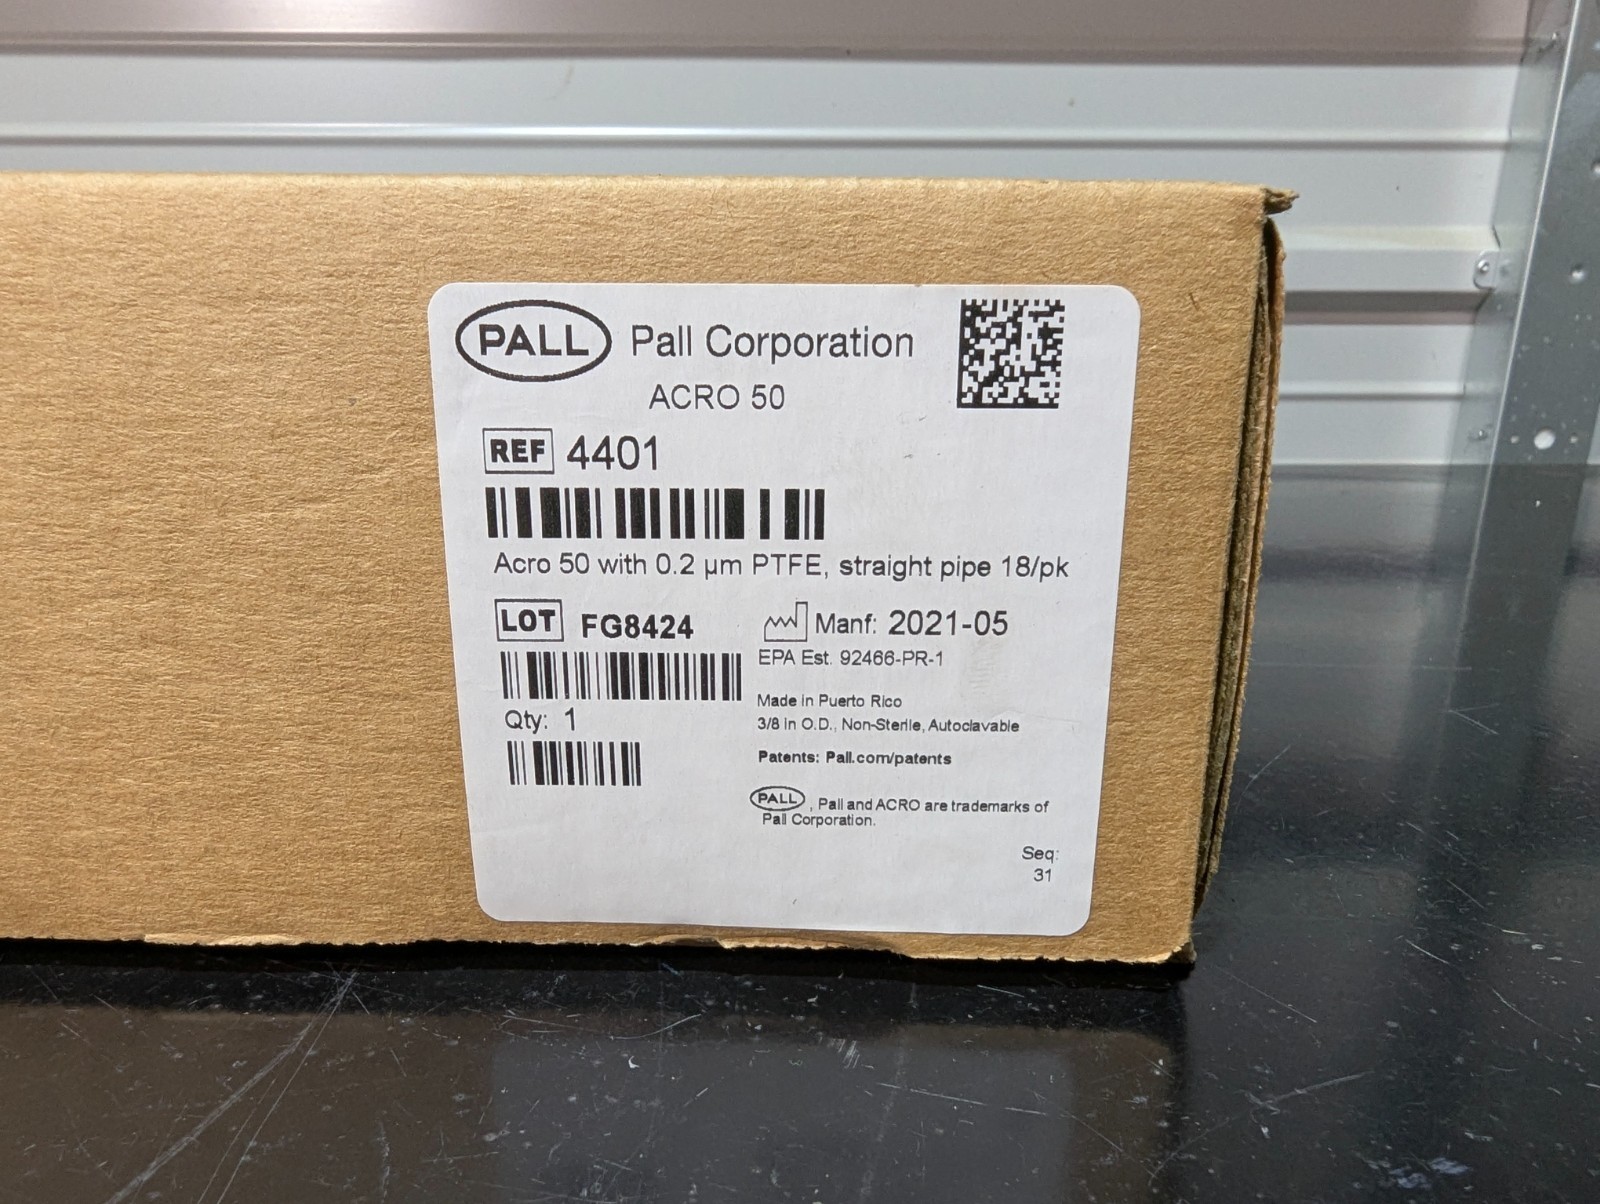 PALL Pall Corporation
ACRO 50
REF 4401
Acro 50 with 0.2 µm PTFE, straight pipe 18/pk
LOT FG8424
Manf: 2021-05
EPA Est. 92466-PR-1
Qty: 1
Made in Puerto Rico
3/8 in O.D., Non-Sterile, Autoclavable
Patents: Pall.com/patents
PALL , Pall and ACRO are trademarks of
Pall Corporation.
Seq:
31